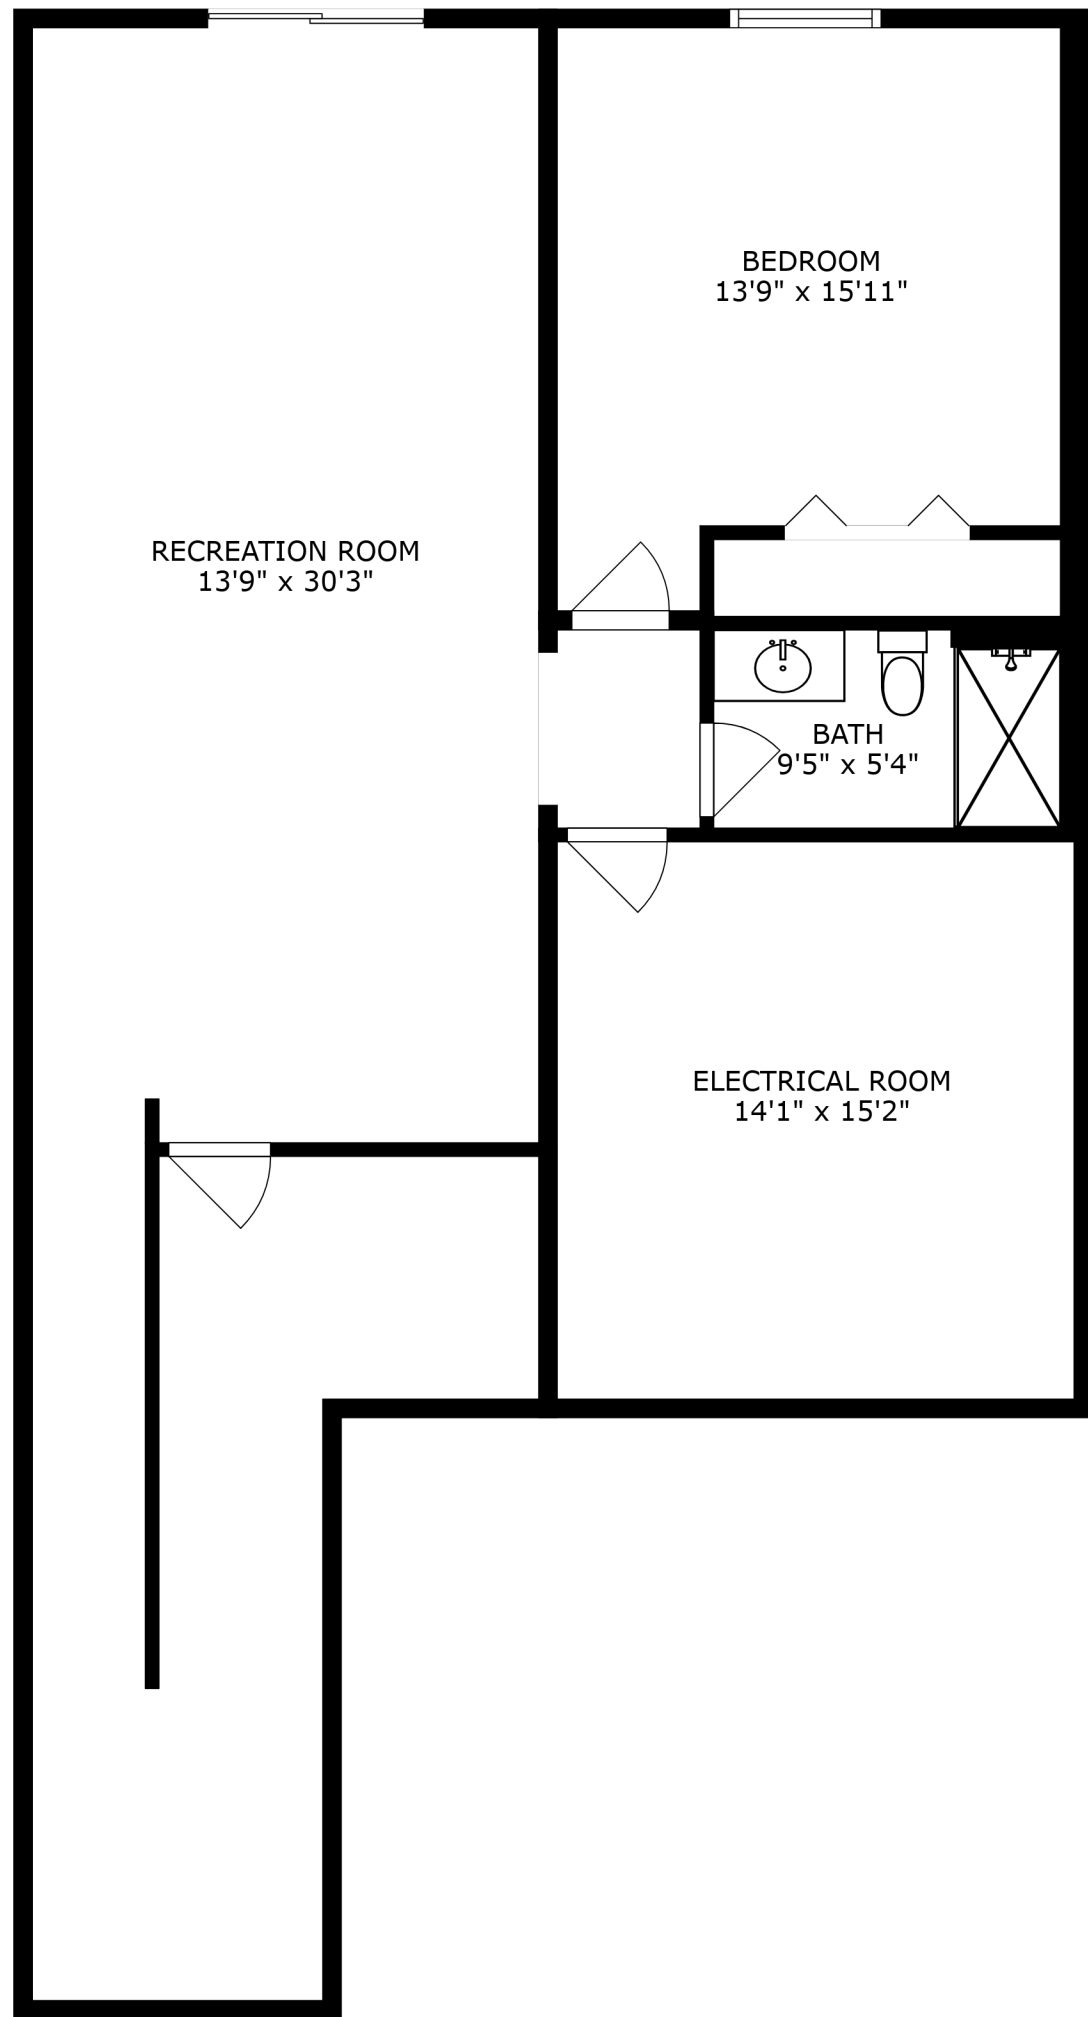 BEDROOM
13'9" x 15'11"
RECREATION ROOM
13'9" x 30'3"
BATH
9'5" x 5'4"
ELECTRICAL ROOM
14'1" x 15'2"